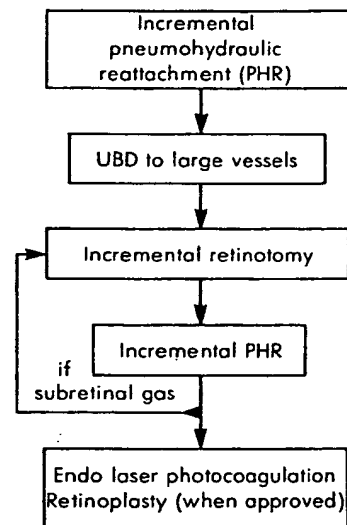 Incremental
pneumohydraulic
reattachment (PHR)
UBD to large vessels
Incremental retinotomy
Incremental PHR
if
subretinal gas
Endo laser photocoagulation
Retinoplasty (when approved)